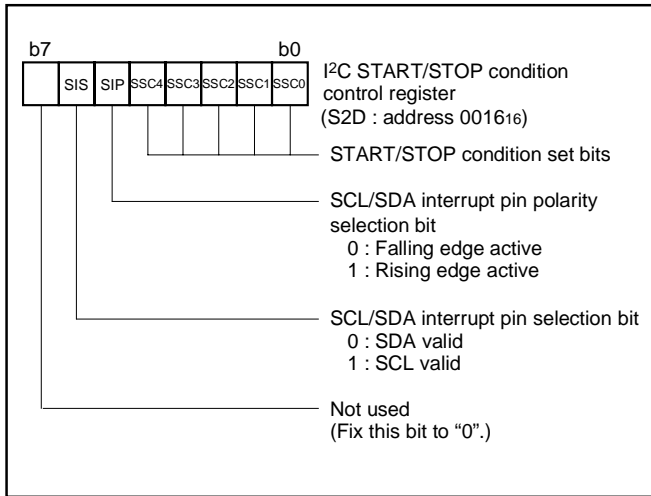 b7 b0
SIS SIP SSC4 SSC3 SSC2 SSC1 SSC0
I2C START/STOP condition
control register
(S2D : address 001616)
START/STOP condition set bits
SCL/SDA interrupt pin polarity
selection bit
0 : Falling edge active
1 : Rising edge active
SCL/SDA interrupt pin selection bit
0 : SDA valid
1 : SCL valid
Not used
(Fix this bit to “0”.)